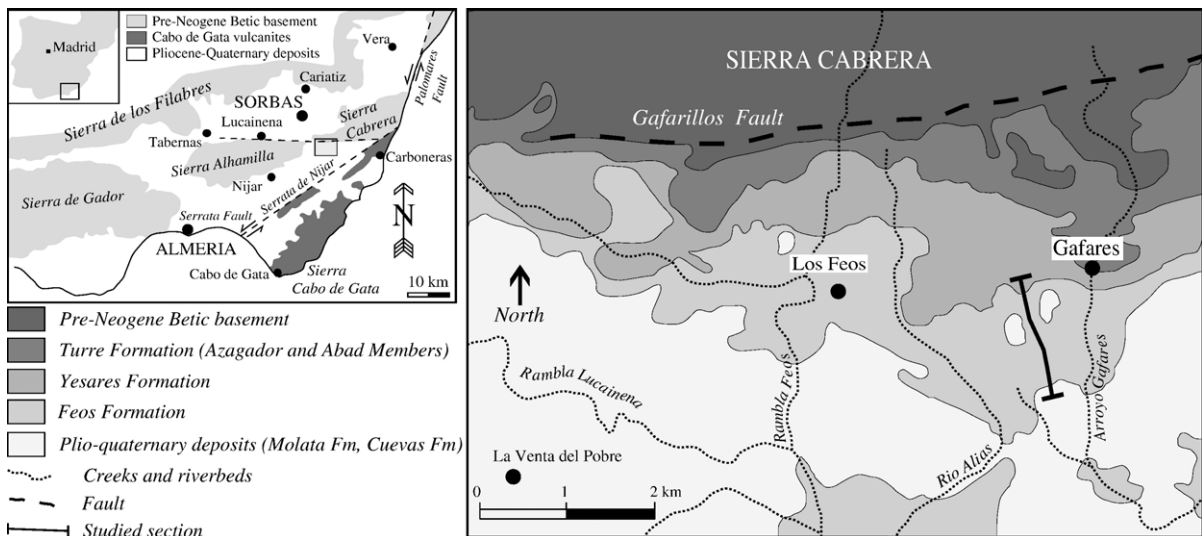 Pre-Neogene Betic basement
Cabo de Gata vulcanites
Pliocene-Quaternary deposits
Madrid
Vera
Cariatiz
Palomares
Fault
Sierra de los Filabres
SORBAS
Lucainena
Sierra
Cabrera
Tabernas
Sierra Alhamilla
Carboneras
Nijar
Serrata de Nijar
Sierra de Gador
Serrata Fault
N
ALMERIA
Cabo de Gata
Sierra
Cabo de Gata
10 km
Pre-Neogene Betic basement
Turre Formation (Azagador and Abad Members)
Yesares Formation
Feos Formation
Plio-quaternary deposits (Molata Fm, Cuevas Fm)
Creeks and riverbeds
Fault
Studied section
SIERRA CABRERA
Gafarillos Fault
Gafares
Los Feos
North
Rambla Lucainena
Rambla Feos
Arroyo Gafares
La Venta del Pobre
Rio Alias
0 1 2 km